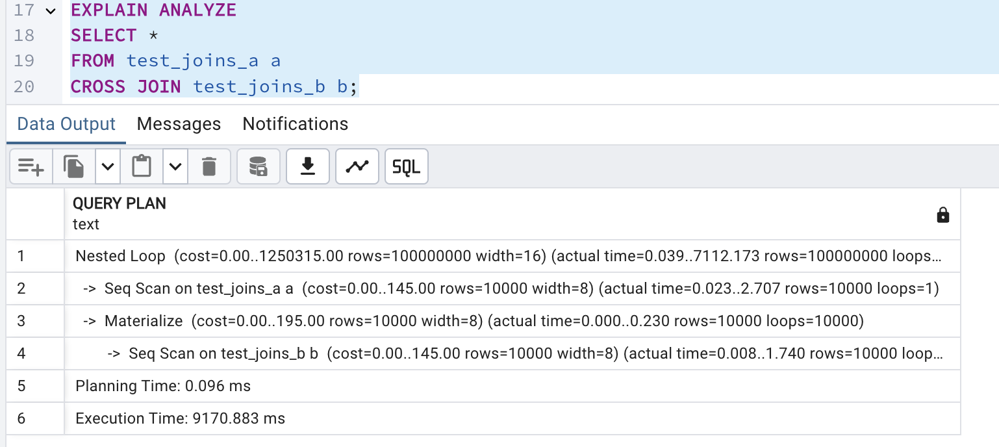 17 EXPLAIN ANALYZE
18 SELECT *
19 FROM test_joins_a a
20 CROSS JOIN test_joins_b b;
Data Output Messages Notifications
SQL
QUERY PLAN
text
1 Nested Loop (cost=0.00..1250315.00 rows=100000000 width=16) (actual time=0.039..7112.173 rows=100000000 loops...
2 -> Seq Scan on test_joins_a a (cost=0.00..145.00 rows=10000 width=8) (actual time=0.023..2.707 rows=10000 loops=1)
3 -> Materialize (cost=0.00..195.00 rows=10000 width=8) (actual time=0.000..0.230 rows=10000 loops=10000)
4 -> Seq Scan on test_joins_b b (cost=0.00..145.00 rows=10000 width=8) (actual time=0.008..1.740 rows=10000 loop...
5 Planning Time: 0.096 ms
6 Execution Time: 9170.883 ms